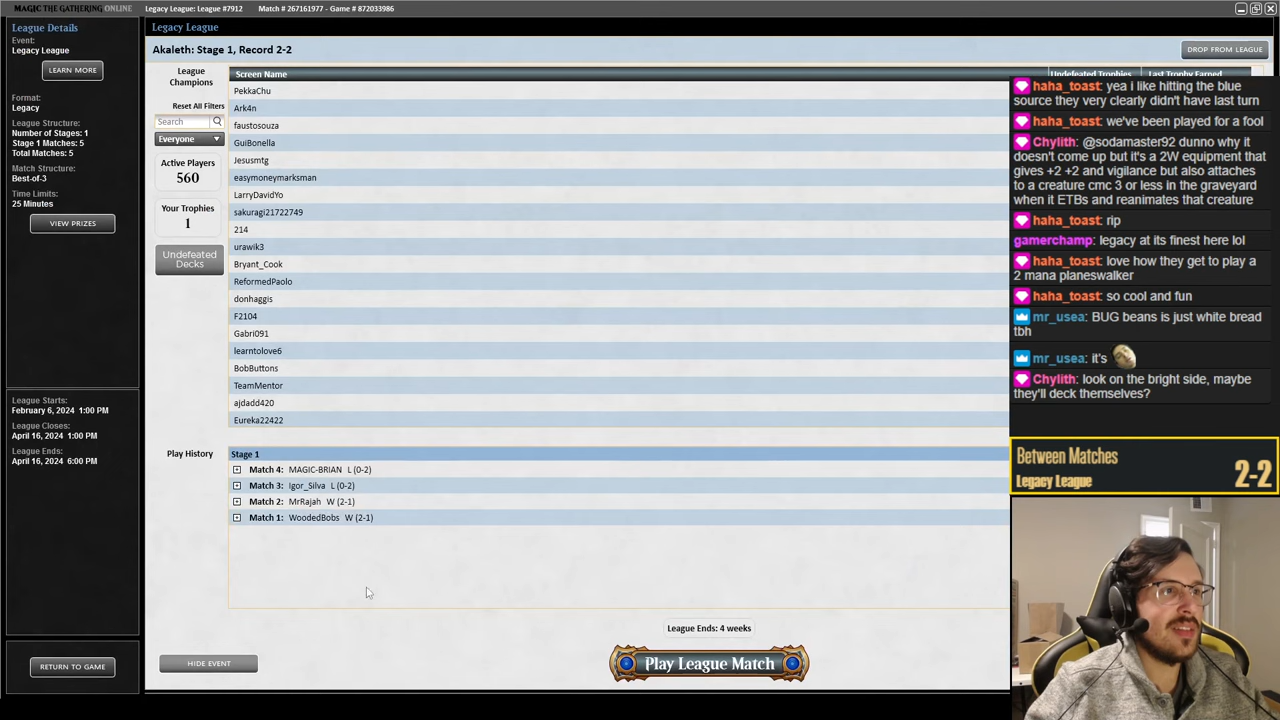 MAGIC THE GATHERING ONLINE
Legacy League: League #7912
Match # 267161977 - Game # 872033986
League Details
Event:
Legacy League
LEARN MORE
Format:
Legacy
League Structure:
Number of Stages: 1
Stage 1 Matches: 5
Total Matches: 5
Match Structure:
Best-of-3
Time Limits:
25 Minutes
VIEW PRIZES
League Starts:
February 6, 2024 1:00 PM
League Closes:
April 16, 2024 1:00 PM
League Ends:
April 16, 2024 6:00 PM
RETURN TO GAME
Legacy League
Akaleth: Stage 1, Record 2-2
DROP FROM LEAGUE
League
Champions
Reset All Filters
Search
Everyone
Active Players
560
Your Trophies
1
Undefeated
Decks
Screen Name
Undefeated Trophies
Last Trophy Earned
PekkaChu
Ark4n
faustosouza
GuiBonella
Jesusmtg
easymoneymarksman
LarryDavidYo
sakuragi21722749
214
urawik3
Bryant_Cook
ReformedPaolo
donhaggis
F2104
Gabri091
learntolove6
BobButtons
TeamMentor
ajdadd420
Eureka22422
Play History
Stage 1
Match 4: MAGIC-BRIAN L (0-2)
Match 3: Igor_Silva L (0-2)
Match 2: MrRajah W (2-1)
Match 1: WoodedBobs W (2-1)
League Ends: 4 weeks
HIDE EVENT
Play League Match
haha_toast: yea i like hitting the blue
source they very clearly didn't have last turn
haha_toast: we've been played for a fool
Chylith: @sodamaster92 dunno why it
doesn't come up but it's a 2W equipment that
gives +2 +2 and vigilance but also attaches
to a creature cmc 3 or less in the graveyard
when it ETBs and reanimates that creature
haha_toast: rip
gamerchamp: legacy at its finest here lol
haha_toast: love how they get to play a
2 mana planeswalker
haha_toast: so cool and fun
mr_usea: BUG beans is just white bread
tbh
mr_usea: it's
Chylith: look on the bright side, maybe
they'll deck themselves?
Between Matches
Legacy League
2-2